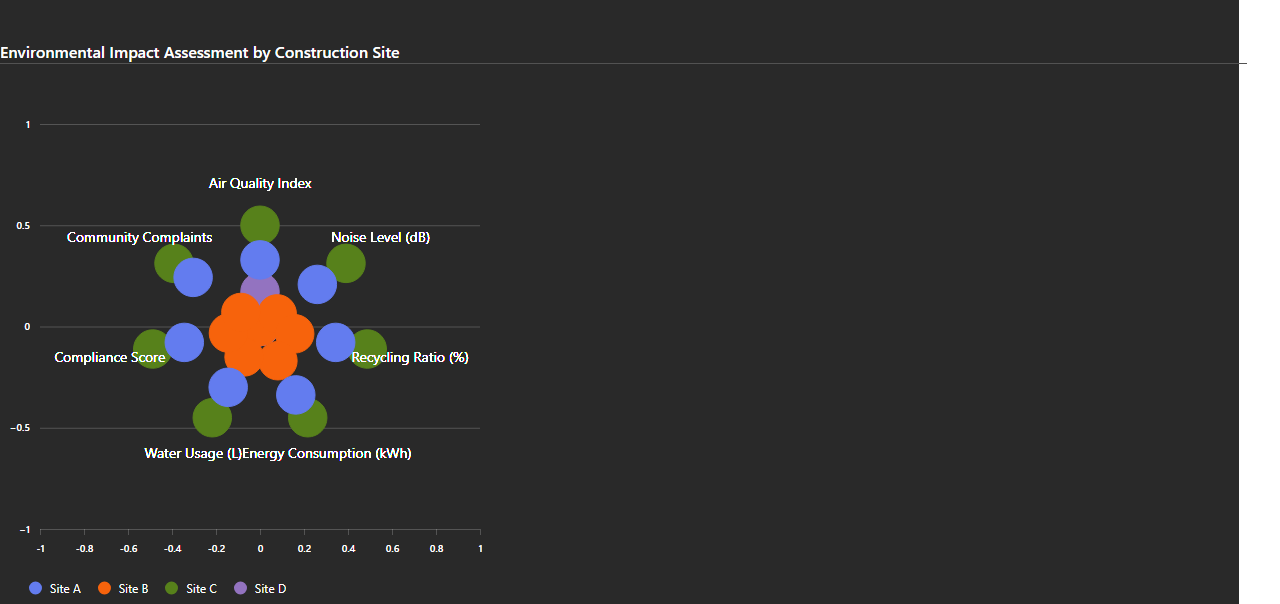 Environmental Impact Assessment by Construction Site
1
Air Quality Index
0.5
Community Complaints
Noise Level (dB)
0
Compliance Score
Recycling Ratio (%)
−0.5
Water Usage (L)Energy Consumption (kWh)
−1
-1 -0.8 -0.6 -0.4 -0.2 0 0.2 0.4 0.6 0.8 1
Site A Site B Site C Site D